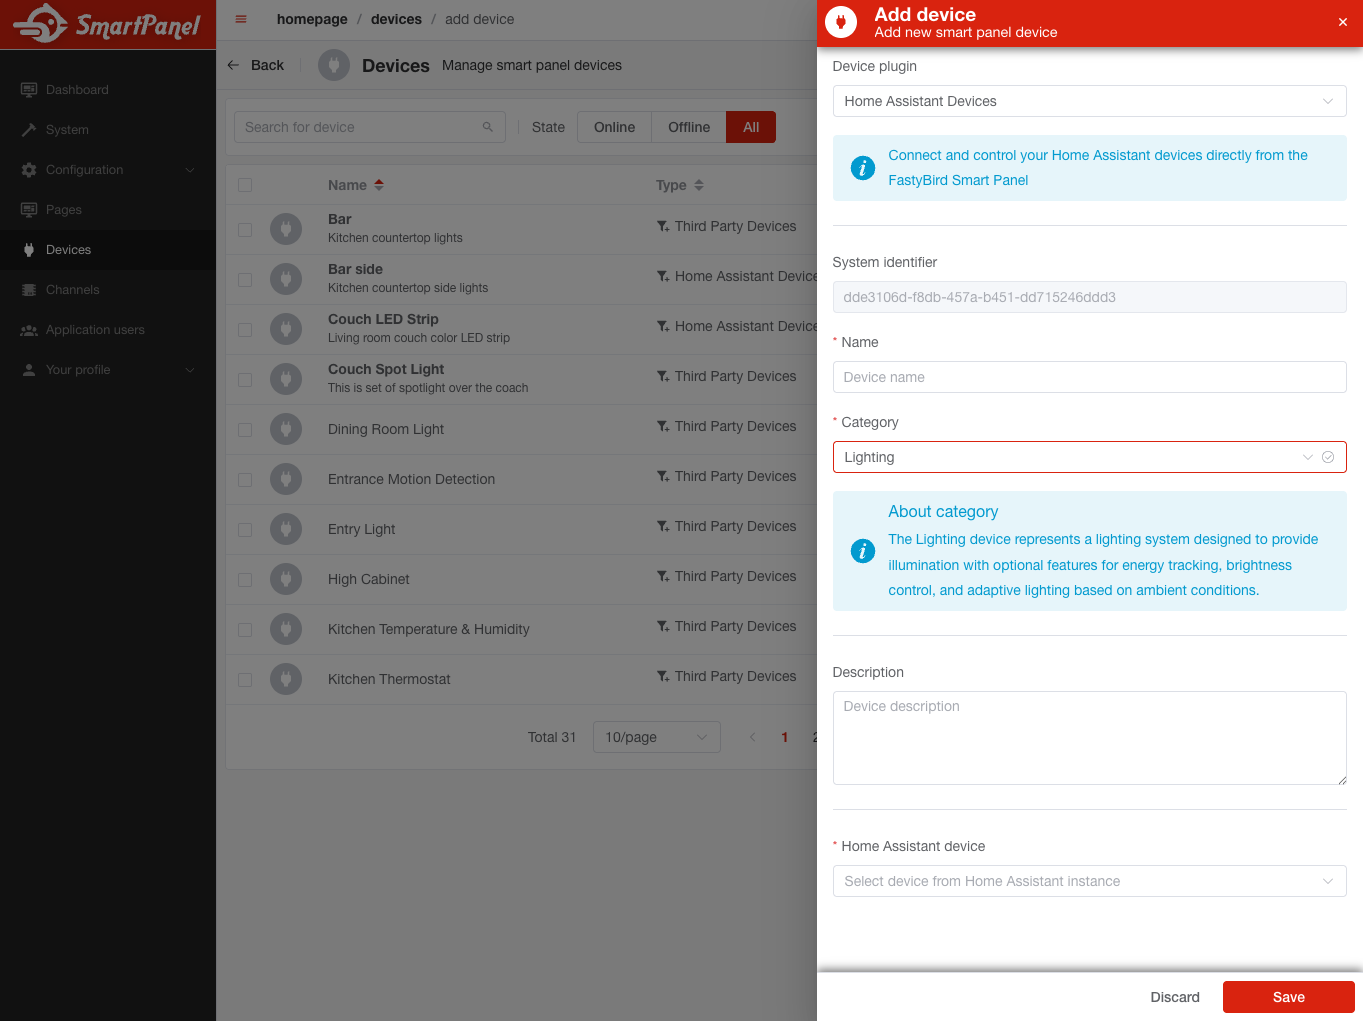 SmartPanel
Dashboard
System
Configuration
Pages
Devices
Channels
Application users
Your profile
homepage / devices / add device
Back
Devices Manage smart panel devices
Search for device
State
Online
Offline
All
Name
Type
Bar
Kitchen countertop lights
Third Party Devices
Bar side
Kitchen countertop side lights
Home Assistant Device
Couch LED Strip
Living room couch color LED strip
Home Assistant Device
Couch Spot Light
This is set of spotlight over the coach
Third Party Devices
Dining Room Light
Third Party Devices
Entrance Motion Detection
Third Party Devices
Entry Light
Third Party Devices
High Cabinet
Third Party Devices
Kitchen Temperature & Humidity
Third Party Devices
Kitchen Thermostat
Third Party Devices
Total 31
10/page
1
2
Add device
Add new smart panel device
Device plugin
Home Assistant Devices
Connect and control your Home Assistant devices directly from the
FastyBird Smart Panel
System identifier
dde3106d-f8db-457a-b451-dd715246ddd3
* Name
Device name
* Category
Lighting
About category
The Lighting device represents a lighting system designed to provide
illumination with optional features for energy tracking, brightness
control, and adaptive lighting based on ambient conditions.
Description
Device description
* Home Assistant device
Select device from Home Assistant instance
Discard
Save